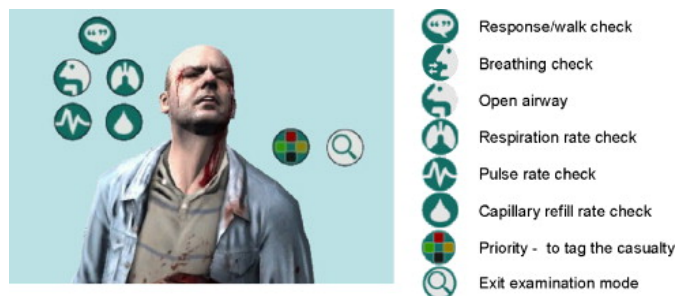 Response/walk check
Breathing check
Open airway
Respiration rate check
Pulse rate check
Capillary refill rate check
Priority - to tag the casualty
Exit examination mode